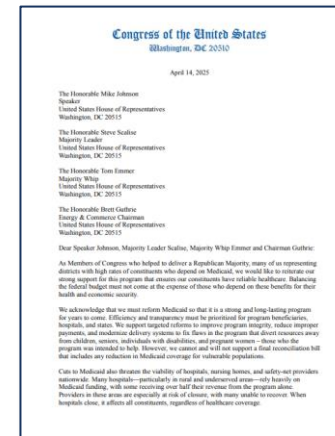 Congress of the United States
Washington, DC 20510
April 14, 2025
The Honorable Mike Johnson
Speaker
United States House of Representatives
Washington, DC 20515
The Honorable Steve Scalise
Majority Leader
United States House of Representatives
Washington, DC 20515
The Honorable Tom Emmer
Majority Whip
United States House of Representatives
Washington, DC 20515
The Honorable Brett Guthrie
Energy & Commerce Chairman
United States House of Representatives
Washington, DC 20515
Dear Speaker Johnson, Majority Leader Scalise, Majority Whip Emmer and Chairman Guthrie:
As Members of Congress who helped to deliver a Republican Majority, many of us representing
districts with high rates of constituents who depend on Medicaid, we would like to reiterate our
strong support for this program that ensures our constituents have reliable healthcare. Balancing
the federal budget must not come at the expense of those who depend on these benefits for their
health and economic security.
We acknowledge that we must reform Medicaid so that it is a strong and long-lasting program
for years to come. Efficiency and transparency must be prioritized for program beneficiaries,
hospitals, and states. We support targeted reforms to improve program integrity, reduce improper
payments, and modernize delivery systems to fix flaws in the program that divert resources away
from children, seniors, individuals with disabilities, and pregnant women – those who the
program was intended to help. However, we cannot and will not support a final reconciliation bill
that includes any reduction in Medicaid coverage for vulnerable populations.
Cuts to Medicaid also threaten the viability of hospitals, nursing homes, and safety-net providers
nationwide. Many hospitals—particularly in rural and underserved areas—rely heavily on
Medicaid funding, with some receiving over half their revenue from the program alone.
Providers in these areas are especially at risk of closure, with many unable to recover. When
hospitals close, it affects all constituents, regardless of healthcare coverage.